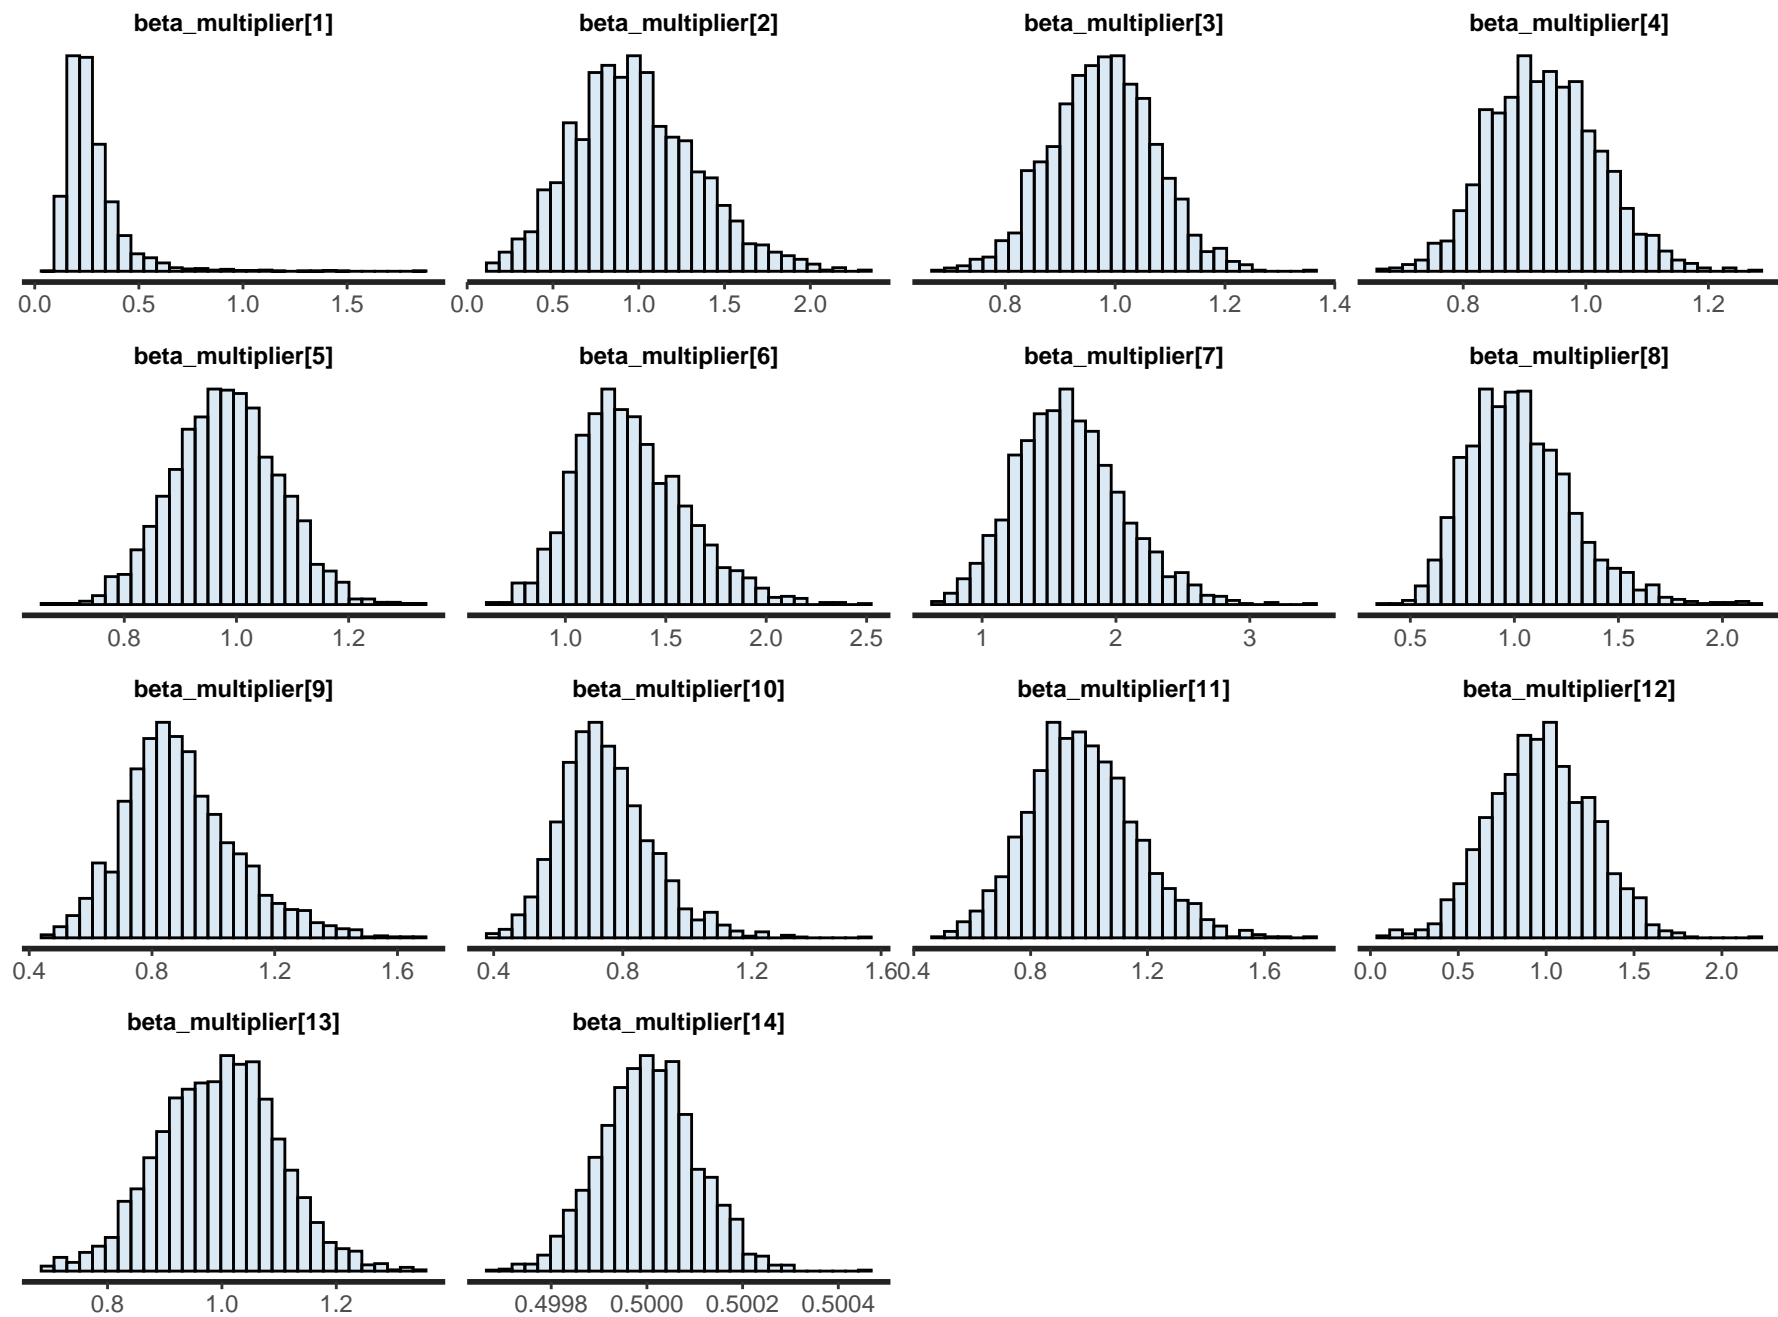 beta_multiplier[1] beta_multiplier[2] beta_multiplier[3] beta_multiplier[4]
0.0 0.5 1.0 1.5 0.0 0.5 1.0 1.5 2.0 0.8 1.0 1.2 1.4 0.8 1.0 1.2
beta_multiplier[5] beta_multiplier[6] beta_multiplier[7] beta_multiplier[8]
0.8 1.0 1.2 1.0 1.5 2.0 2.5 1 2 3 0.5 1.0 1.5 2.0
beta_multiplier[9] beta_multiplier[10] beta_multiplier[11] beta_multiplier[12]
0.4 0.8 1.2 1.6 0.4 0.8 1.2 1.6 0.4 0.8 1.2 1.6 0.0 0.5 1.0 1.5 2.0
beta_multiplier[13] beta_multiplier[14]
0.8 1.0 1.2 0.4998 0.5000 0.5002 0.5004